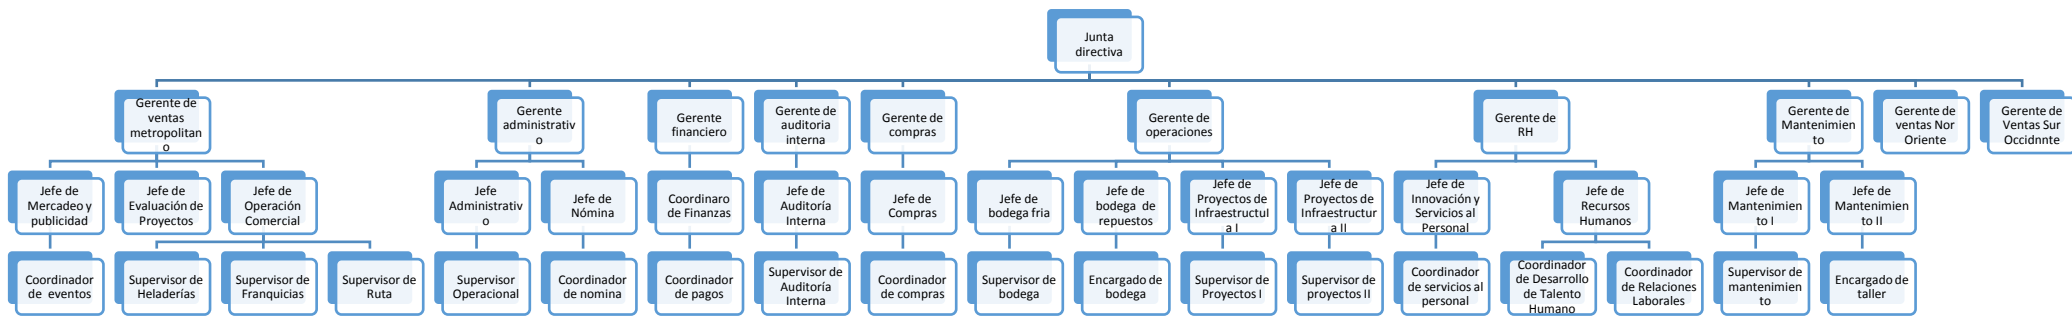 Junta
directiva
Gerente de
ventas
metropolitan
o
Gerente
administrativ
o
Gerente
financiero
Gerente de
auditoria
interna
Gerente de
compras
Gerente de
operaciones
Gerente de
RH
Gerente de
Mantenimien
to
Gerente de
ventas Nor
Oriente
Gerente de
Ventas Sur
Occidnnte
Jefe de
Mercadeo y
publicidad
Jefe de
Evaluación de
Proyectos
Jefe de
Operación
Comercial
Jefe
Administrativ
o
Jefe de
Nómina
Coordinaro
de Finanzas
Jefe de
Auditoría
Interna
Jefe de
Compras
Jefe de
bodega fria
Jefe de
bodega de
repuestos
Jefe de
Proyectos de
Infraestructur
a I
Jefe de
Proyectos de
Infraestructur
a II
Jefe de
Innovación y
Servicios al
Personal
Jefe de
Recursos
Humanos
Jefe de
Mantenimien
to I
Jefe de
Mantenimien
to II
Coordinador
de eventos
Supervisor
de Heladerías
Supervisor de
Franquicias
Supervisor de
Ruta
Supervisor
Operacional
Coordinador
de nomina
Coordinador
de pagos
Supervisor de
Auditoría
Interna
Coordinador
de compras
Supervisor de
bodega
Encargado de
bodega
Supervisor de
Proyectos I
Supervisor de
proyectos II
Coordinador
de servicios al
personal
Coordinador
de Desarrollo
de Talento
Humano
Coordinador
de Relaciones
Laborales
Supervisor de
mantenimien
to
Encargado de
taller